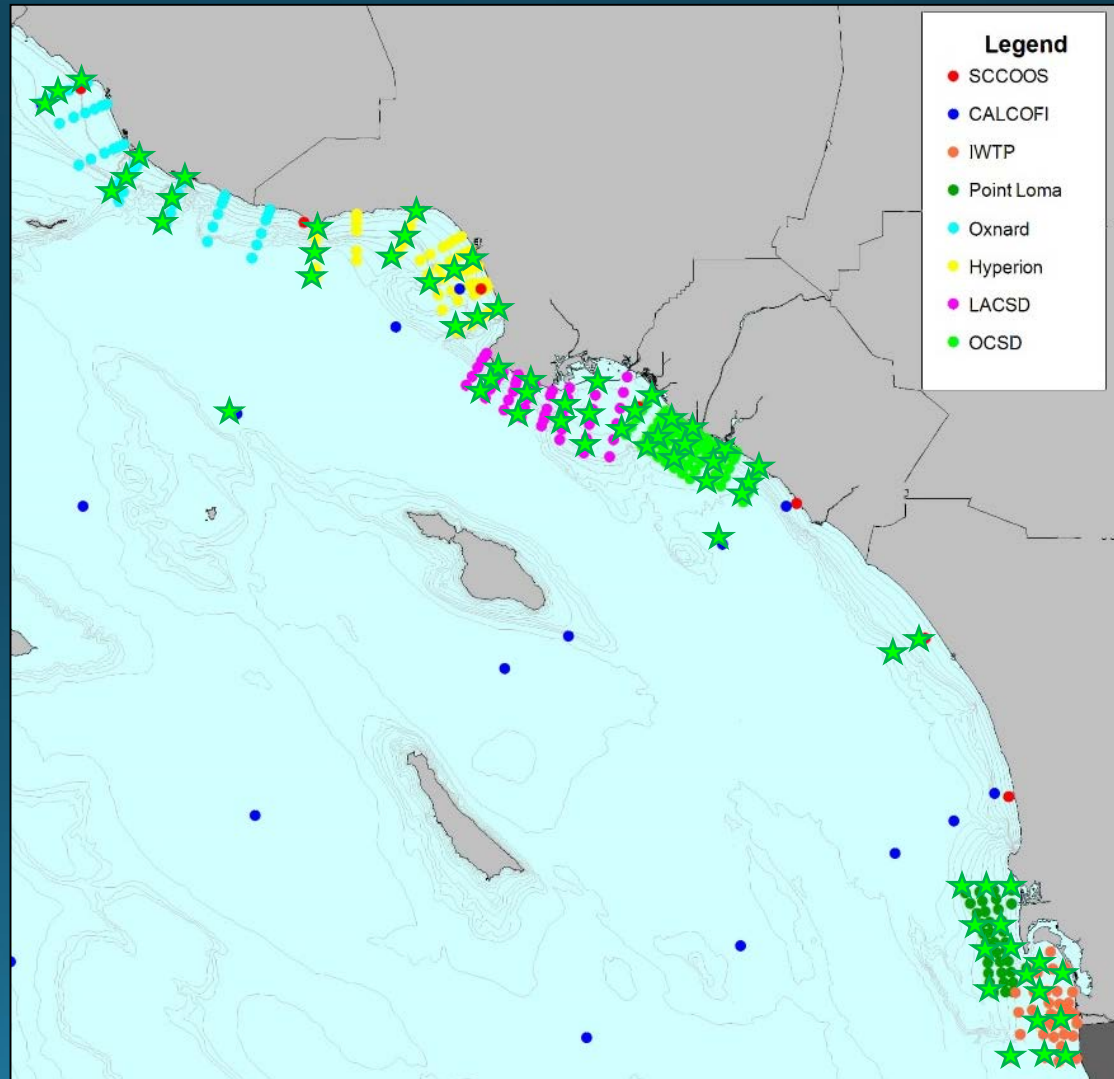 Legend
SCCOOS
CALCOFI
IWTP
Point Loma
Oxnard
Hyperion
LACSD
OCSD